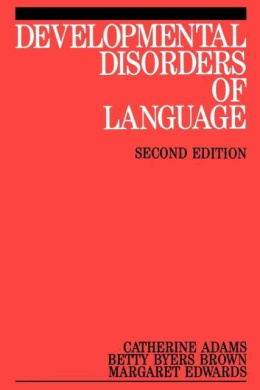 DEVELOPMENTAL
DISORDERS
OF
LANGUAGE
SECOND EDITION
CATHERINE ADAMS
BETTY BYERS BROWN
MARGARET EDWARDS